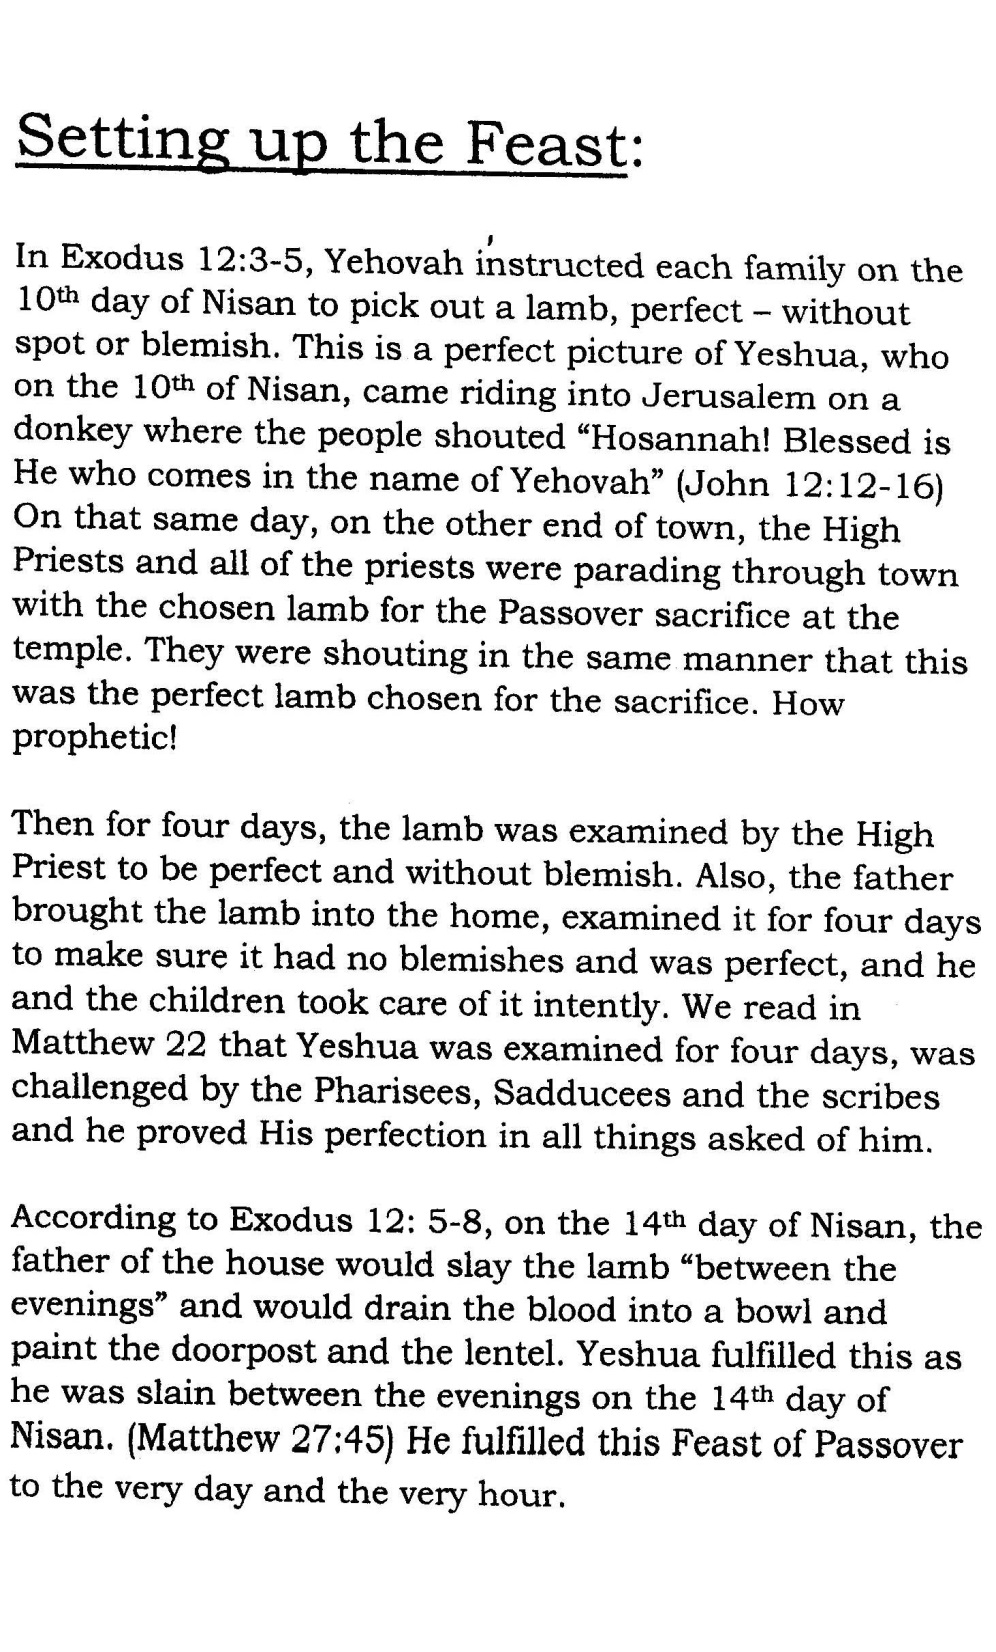 Setting up the Feast:
In Exodus 12:3-5, Yehovah instructed each family on the
10th day of Nisan to pick out a lamb, perfect – without
spot or blemish. This is a perfect picture of Yeshua, who
on the 10th of Nisan, came riding into Jerusalem on a
donkey where the people shouted “Hosannah! Blessed is
He who comes in the name of Yehovah” (John 12:12-16)
On that same day, on the other end of town, the High
Priests and all of the priests were parading through town
with the chosen lamb for the Passover sacrifice at the
temple. They were shouting in the same manner that this
was the perfect lamb chosen for the sacrifice. How
prophetic!
Then for four days, the lamb was examined by the High
Priest to be perfect and without blemish. Also, the father
brought the lamb into the home, examined it for four days
to make sure it had no blemishes and was perfect, and he
and the children took care of it intently. We read in
Matthew 22 that Yeshua was examined for four days, was
challenged by the Pharisees, Sadducees and the scribes
and he proved His perfection in all things asked of him.
According to Exodus 12: 5-8, on the 14th day of Nisan, the
father of the house would slay the lamb “between the
evenings” and would drain the blood into a bowl and
paint the doorpost and the lentel. Yeshua fulfilled this as
he was slain between the evenings on the 14th day of
Nisan. (Matthew 27:45) He fulfilled this Feast of Passover
to the very day and the very hour.